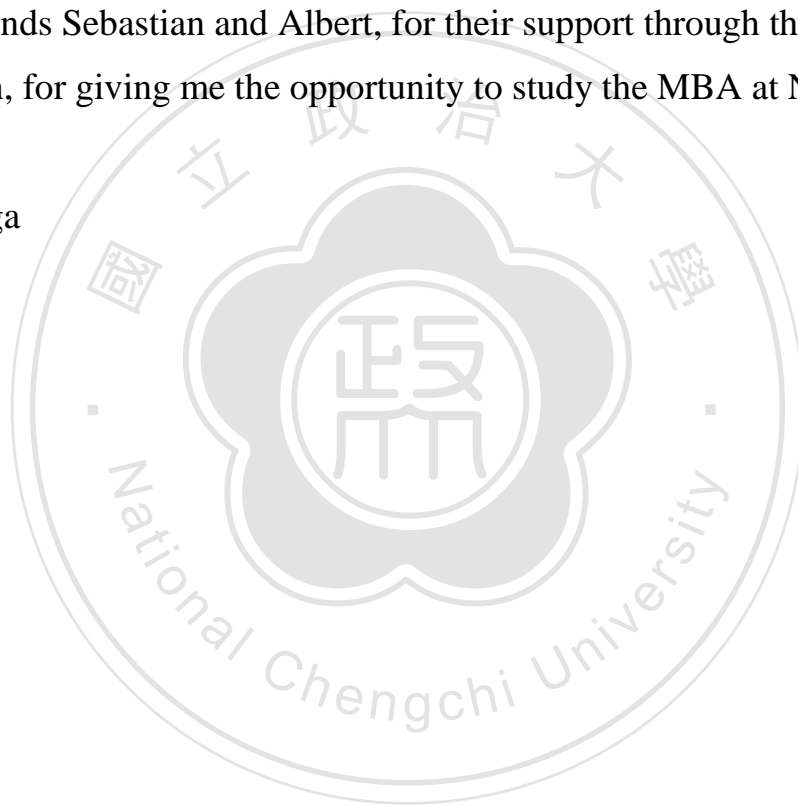 nds Sebastian and Albert, for their support through th
, for giving me the opportunity to study the MBA at
ga
國立政治大學
政
National Chengchi University